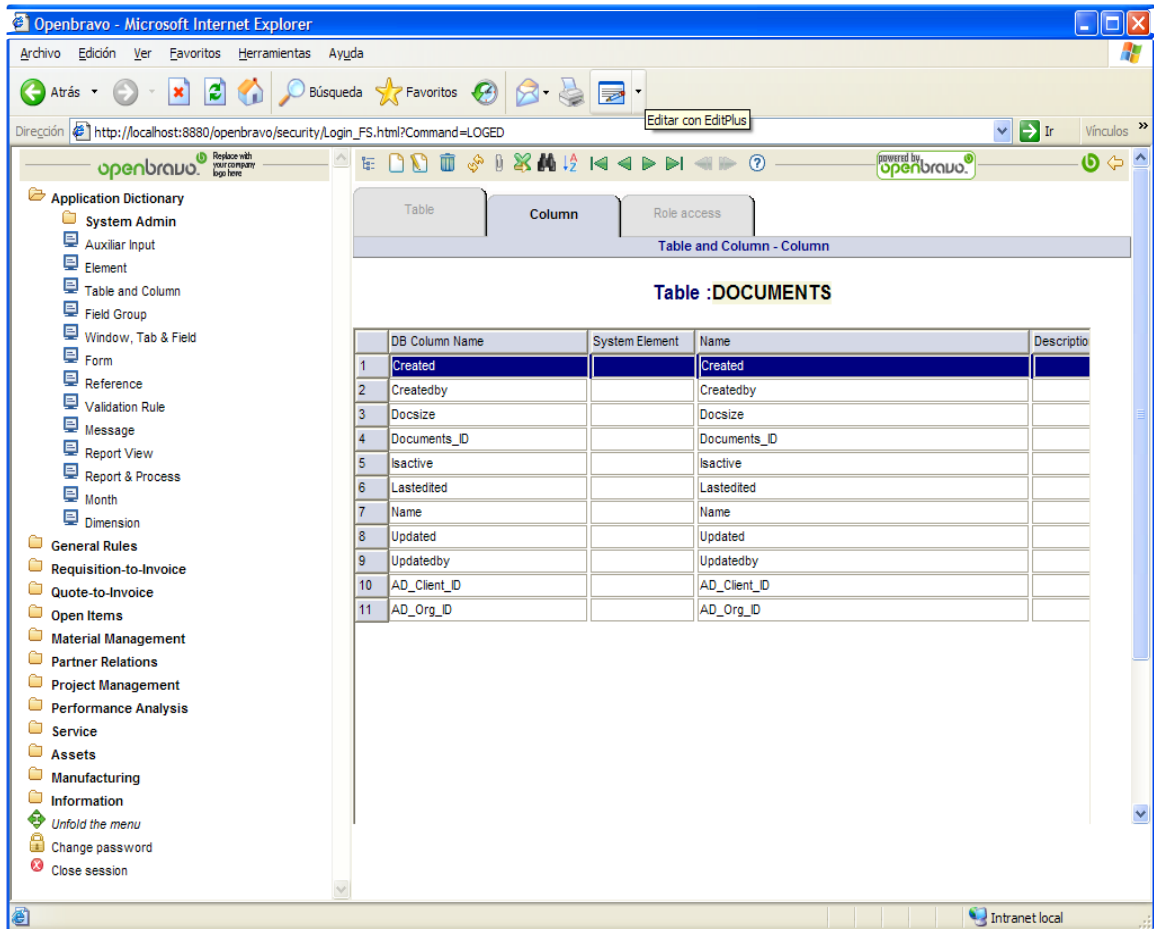 Openbravo - Microsoft Internet Explorer
Archivo Edición Ver Favoritos Herramientas Ayuda
Atrás Búsqueda Favoritos
Editar con EditPlus
Dirección http://localhost:8880/openbravo/security/Login_FS.html?Command=LOGED Ir Vínculos »
openbravo Replace with your company logo here
powered by openbravo
Application Dictionary
System Admin
Auxiliar Input
Element
Table and Column
Field Group
Window, Tab & Field
Form
Reference
Validation Rule
Message
Report View
Report & Process
Month
Dimension
General Rules
Requisition-to-Invoice
Quote-to-Invoice
Open Items
Material Management
Partner Relations
Project Management
Performance Analysis
Service
Assets
Manufacturing
Information
Unfold the menu
Change password
Close session
Table Column Role access
Table and Column - Column
Table :DOCUMENTS
DB Column Name System Element Name Descriptio
1 Created Created
2 Createdby Createdby
3 Docsize Docsize
4 Documents_ID Documents_ID
5 Isactive Isactive
6 Lastedited Lastedited
7 Name Name
8 Updated Updated
9 Updatedby Updatedby
10 AD_Client_ID AD_Client_ID
11 AD_Org_ID AD_Org_ID
Intranet local